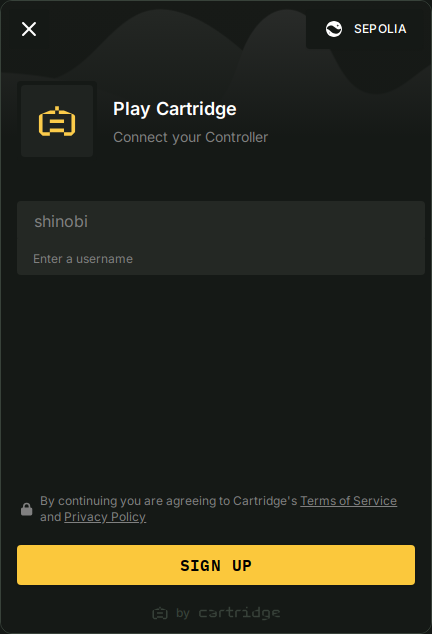 SEPOLIA
Play Cartridge
Connect your Controller
shinobi
Enter a username
By continuing you are agreeing to Cartridge's Terms of Service
and Privacy Policy
SIGN UP
by cartridge